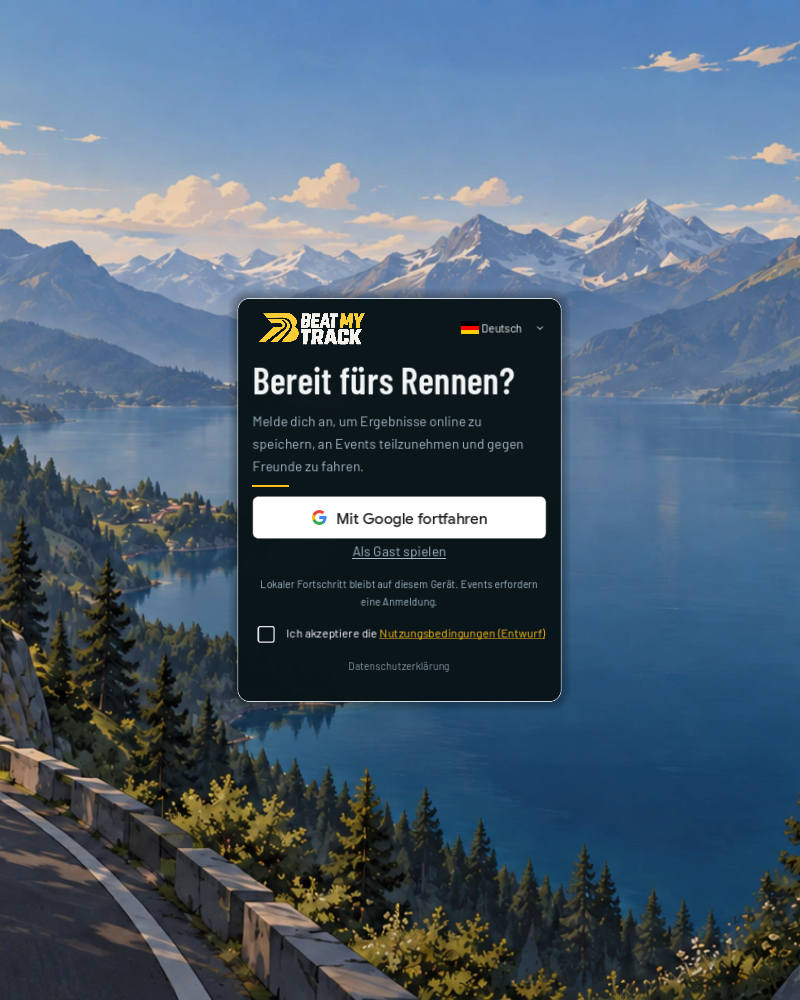 BEAT MY
TRACK
Deutsch
Bereit fürs Rennen?
Melde dich an, um Ergebnisse online zu
speichern, an Events teilzunehmen und gegen
Freunde zu fahren.
Mit Google fortfahren
Als Gast spielen
Lokaler Fortschritt bleibt auf diesem Gerät. Events erfordern
eine Anmeldung.
Ich akzeptiere die Nutzungsbedingungen (Entwurf)
Datenschutzerklärung